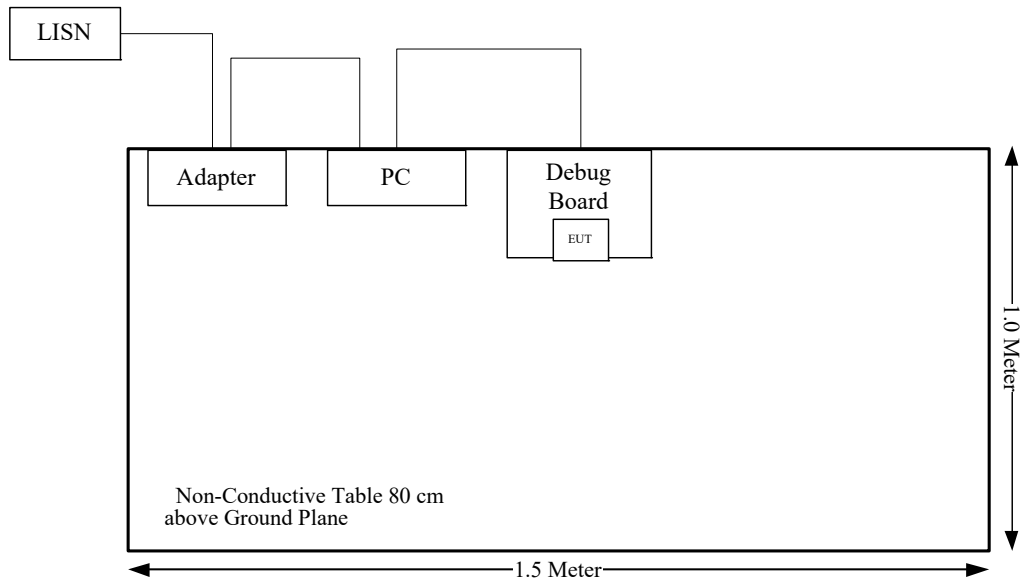 LISN
Adapter
PC
Debug
Board
EUT
1.0 Meter
Non-Conductive Table 80 cm
above Ground Plane
1.5 Meter